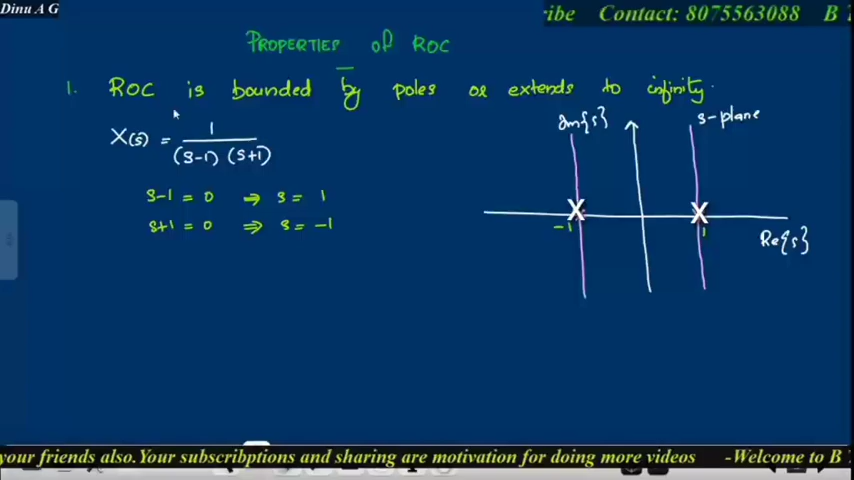 Dinu A G
ribe Contact: 8075563088 B
PROPERTIES of ROC
1. ROC is bounded by poles or extends to infinity.
X(s) = 1 / (s-1) (s+1)
Im{s}
s-plane
s-1 = 0 ⇒ s = 1
s+1 = 0 ⇒ s = -1
X X
-1 1
Re{s}
your friends also.Your subscribptions and sharing are motivation for doing more videos -Welcome to B